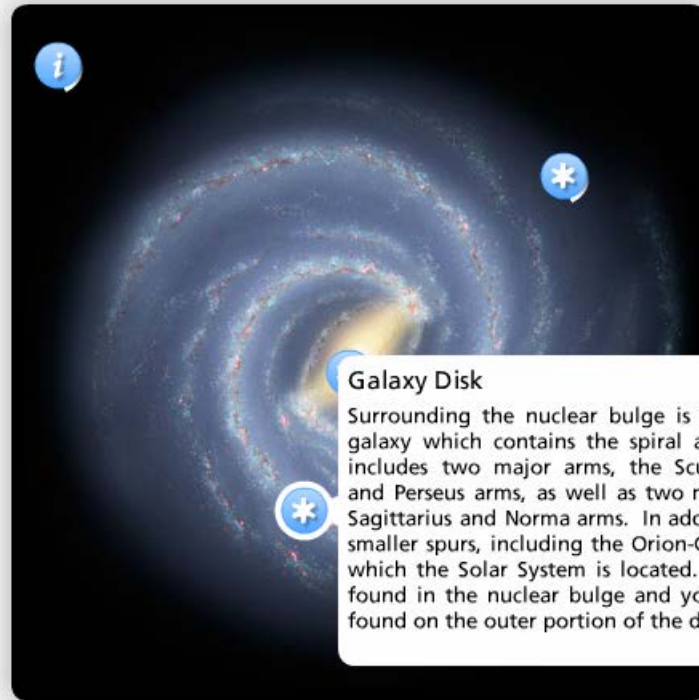 i
Galaxy Disk
Surrounding the nuclear bulge is
galaxy which contains the spiral
includes two major arms, the
and Perseus arms, as well as two
Sagittarius and Norma arms. In
smaller spurs, including the
which the Solar System is located.
found in the nuclear bulge and
found on the outer portion of the